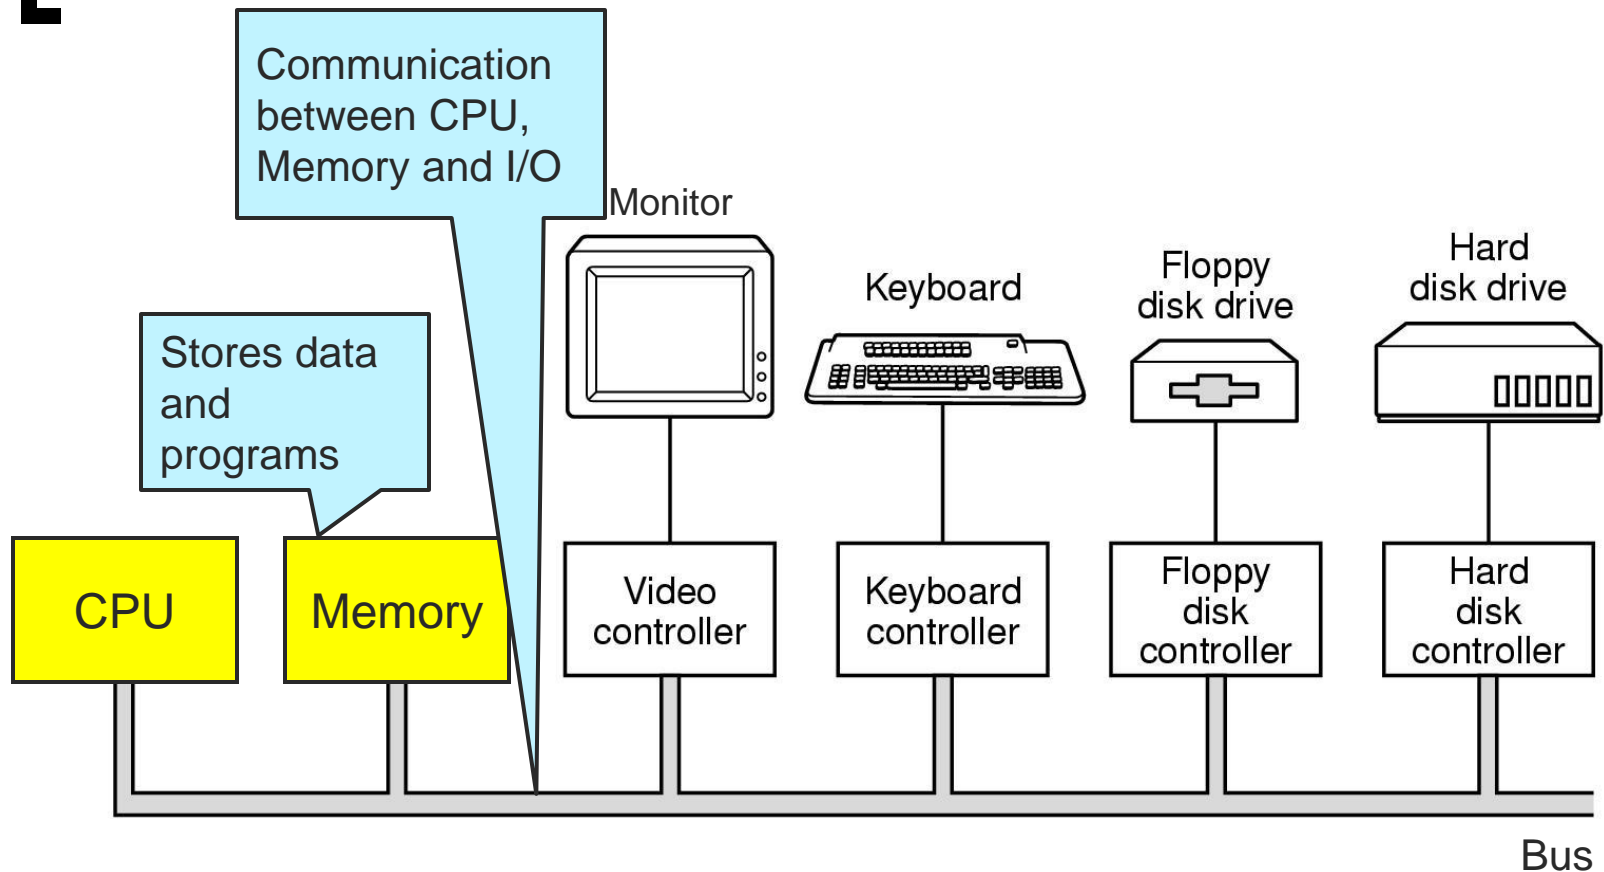 Communication
between CPU,
Memory and I/O
Monitor
Keyboard
Floppy
disk drive
Hard
disk drive
Stores data
and
programs
CPU
Memory
Video
controller
Keyboard
controller
Floppy
disk
controller
Hard
disk
controller
Bus